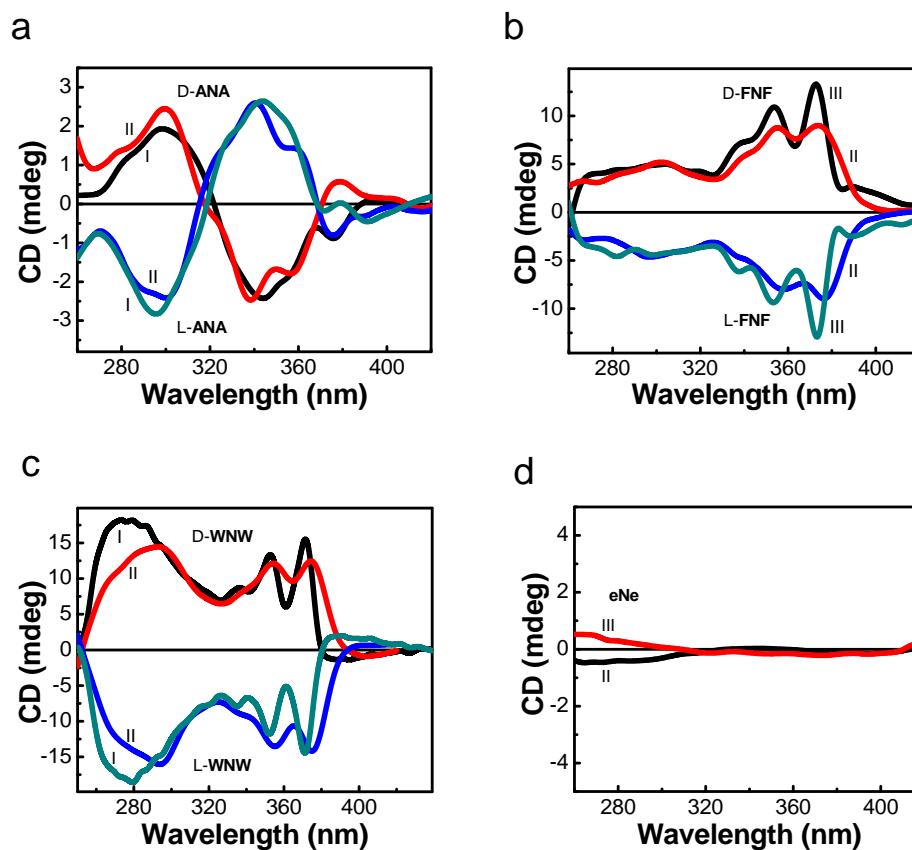 a
CD (mdeg)
3
2
1
0
-1
-2
-3
D-ANA
II
I
II
I
L-ANA
280 320 360 400
Wavelength (nm)
b
CD (mdeg)
10
5
0
-5
-10
D-FNF
III
II
II
L-FNF
III
280 320 360 400
Wavelength (nm)
c
CD (mdeg)
15
10
5
0
-5
-10
-15
I
D-WNW
II
II
I
L-WNW
280 320 360 400
Wavelength (nm)
d
CD (mdeg)
4
2
0
-2
-4
eNe
III
II
280 320 360 400
Wavelength (nm)